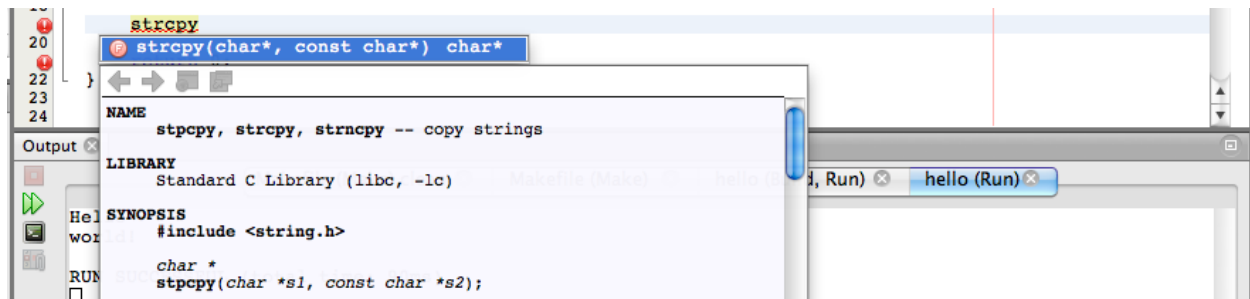 strcpy
20
strcpy(char*, const char*) char*
22 }
23
24
NAME
stpcpy, strcpy, strncpy -- copy strings
Output
LIBRARY
Standard C Library (libc, -lc)
Makefile (Make)
hello (Build, Run)
hello (Run)
SYNOPSIS
Hel
#include <string.h>
world!
char *
RUN SUCC
stpcpy(char *s1, const char *s2);